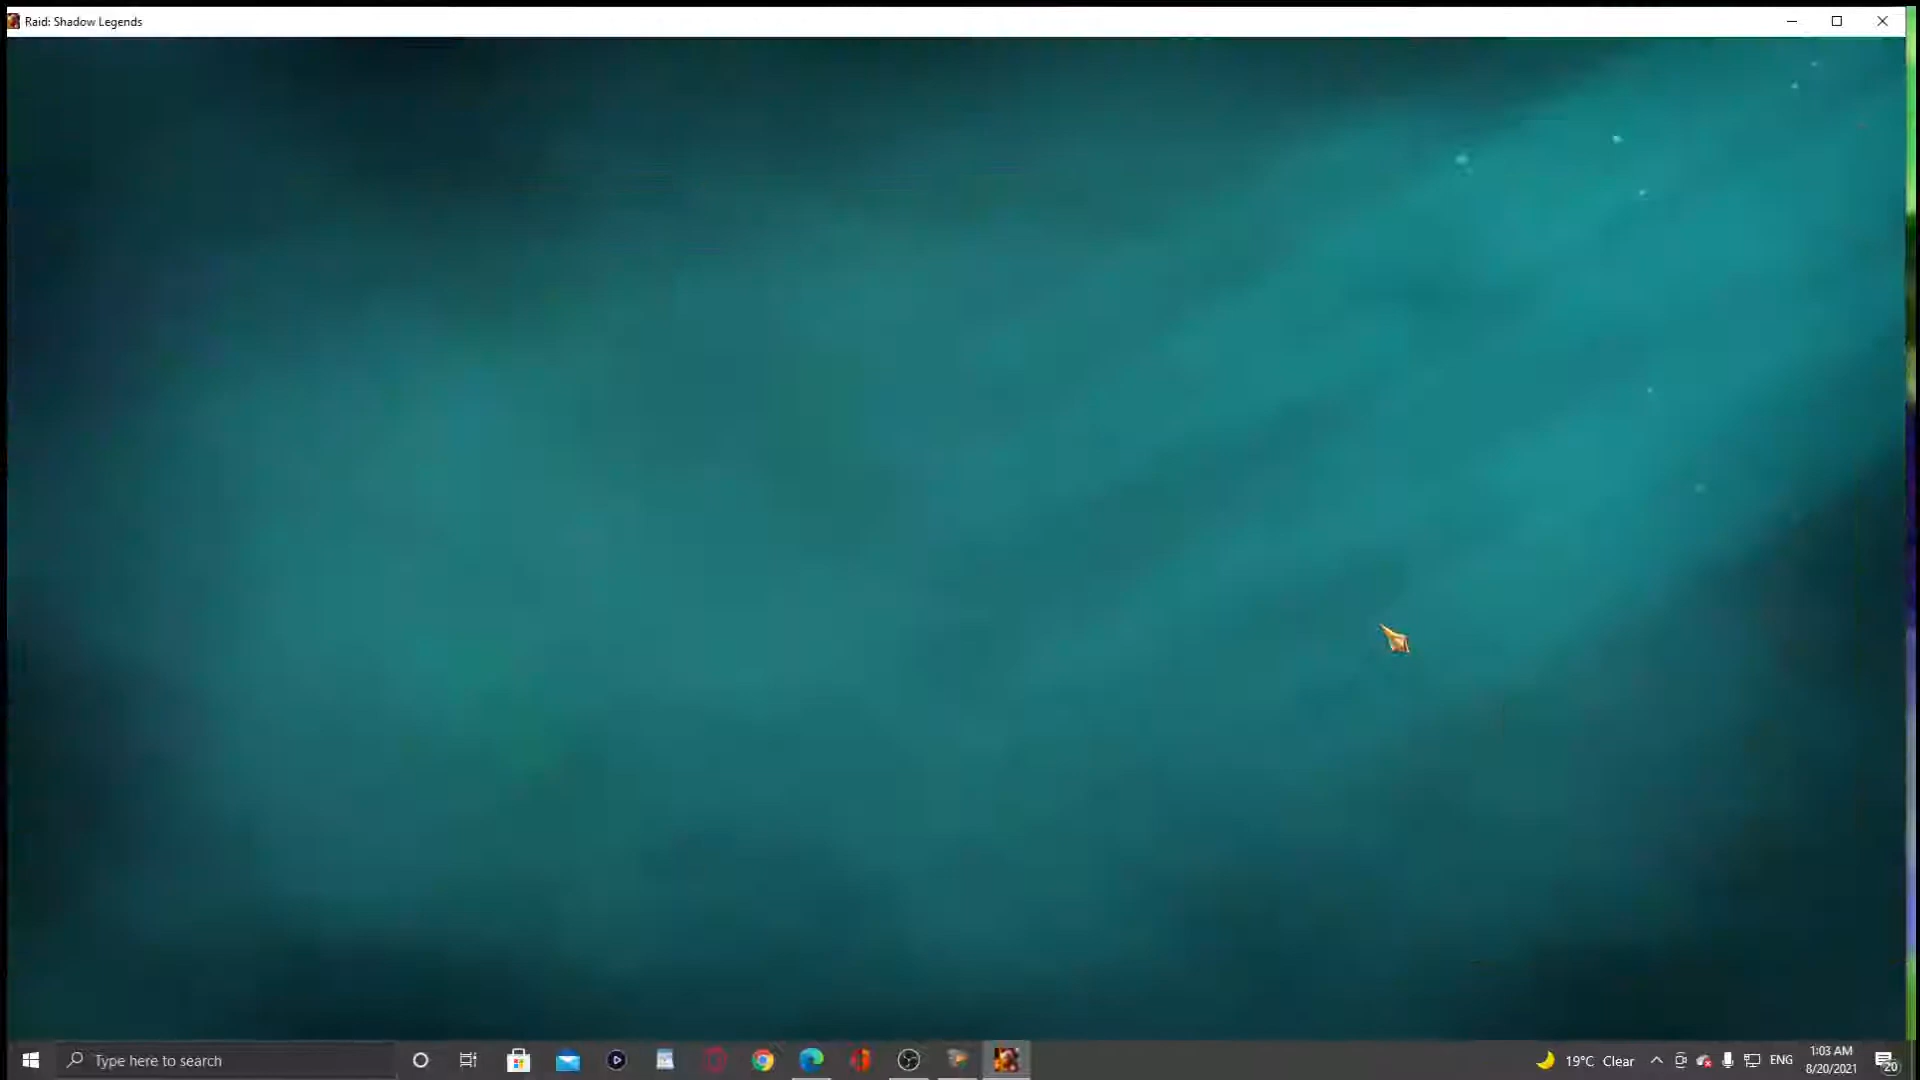 Raid: Shadow Legends
Type here to search
19°C Clear
ENG
1:03 AM
8/20/2021
20